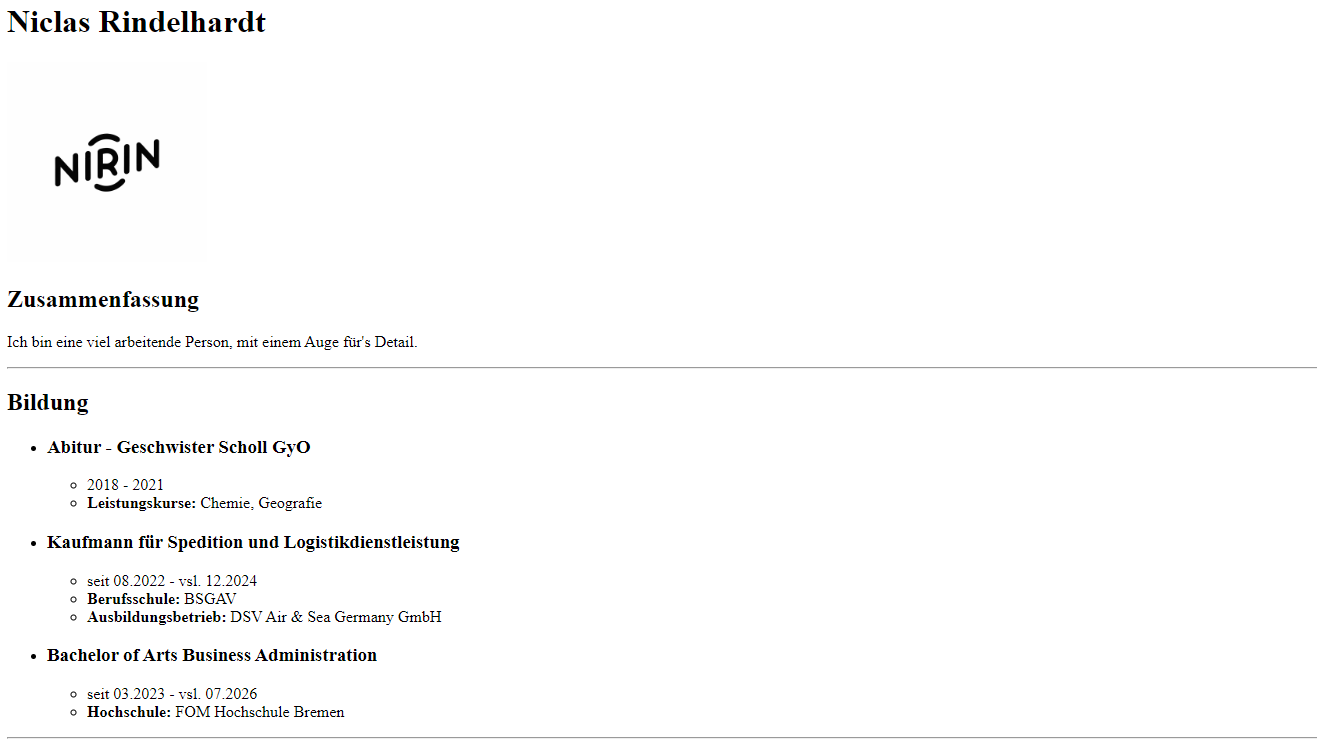 Niclas Rindelhardt
NIRIN
Zusammenfassung
Ich bin eine viel arbeitende Person, mit einem Auge für's Detail.
Bildung
Abitur - Geschwister Scholl GyO
2018 - 2021
Leistungskurse: Chemie, Geografie
Kaufmann für Spedition und Logistikdienstleistung
seit 08.2022 - vsl. 12.2024
Berufsschule: BSGAV
Ausbildungsbetrieb: DSV Air & Sea Germany GmbH
Bachelor of Arts Business Administration
seit 03.2023 - vsl. 07.2026
Hochschule: FOM Hochschule Bremen